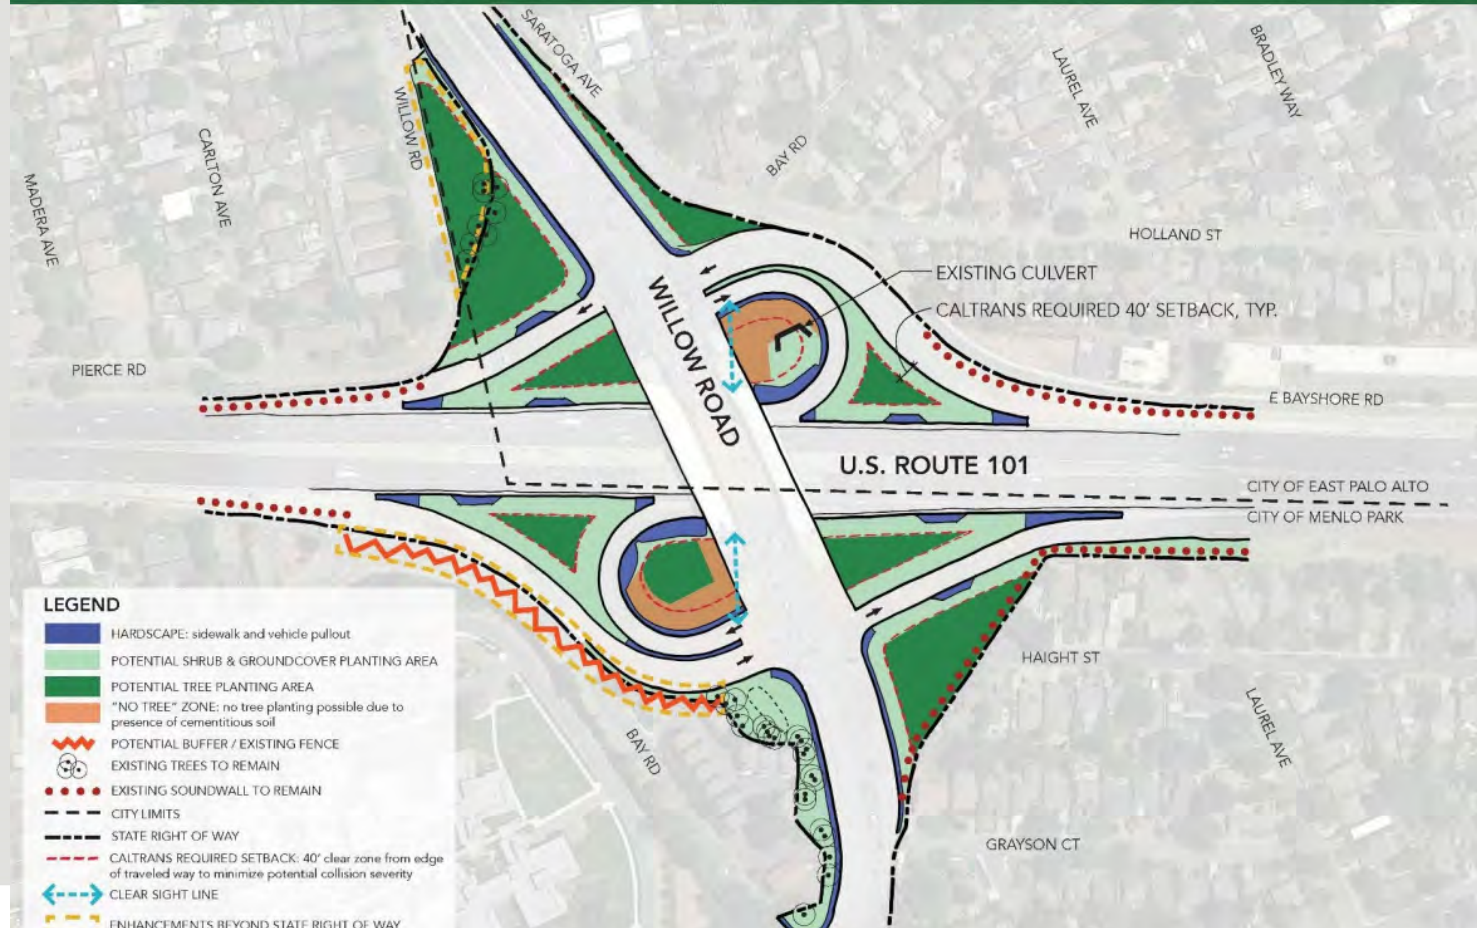 SARATOGA AVE
BRADLEY WAY
LAUREL AVE
WILLOW RD
BAY RD
CARLTON AVE
MADERA AVE
HOLLAND ST
EXISTING CULVERT
CALTRANS REQUIRED 40' SETBACK, TYP.
WILLOW ROAD
PIERCE RD
E BAYSHORE RD
U.S. ROUTE 101
CITY OF EAST PALO ALTO
CITY OF MENLO PARK
HAIGHT ST
LAUREL AVE
BAY RD
GRAYSON CT
LEGEND
HARDSCAPE: sidewalk and vehicle pullout
POTENTIAL SHRUB & GROUNDCOVER PLANTING AREA
POTENTIAL TREE PLANTING AREA
"NO TREE" ZONE: no tree planting possible due to
presence of cementitious soil
POTENTIAL BUFFER / EXISTING FENCE
EXISTING TREES TO REMAIN
EXISTING SOUNDWALL TO REMAIN
CITY LIMITS
STATE RIGHT OF WAY
CALTRANS REQUIRED SETBACK: 40' clear zone from edge
of traveled way to minimize potential collision severity
CLEAR SIGHT LINE
ENHANCEMENTS BEYOND STATE RIGHT OF WAY